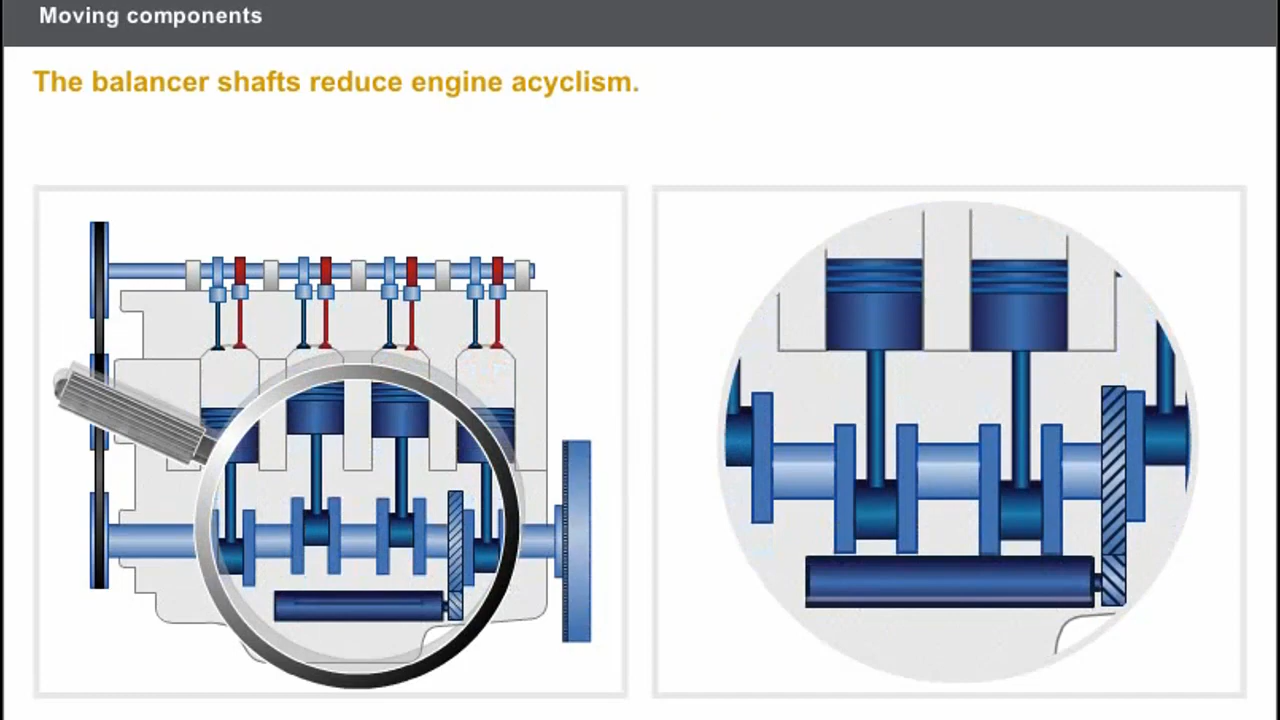 Moving components
The balancer shafts reduce engine acyclism.